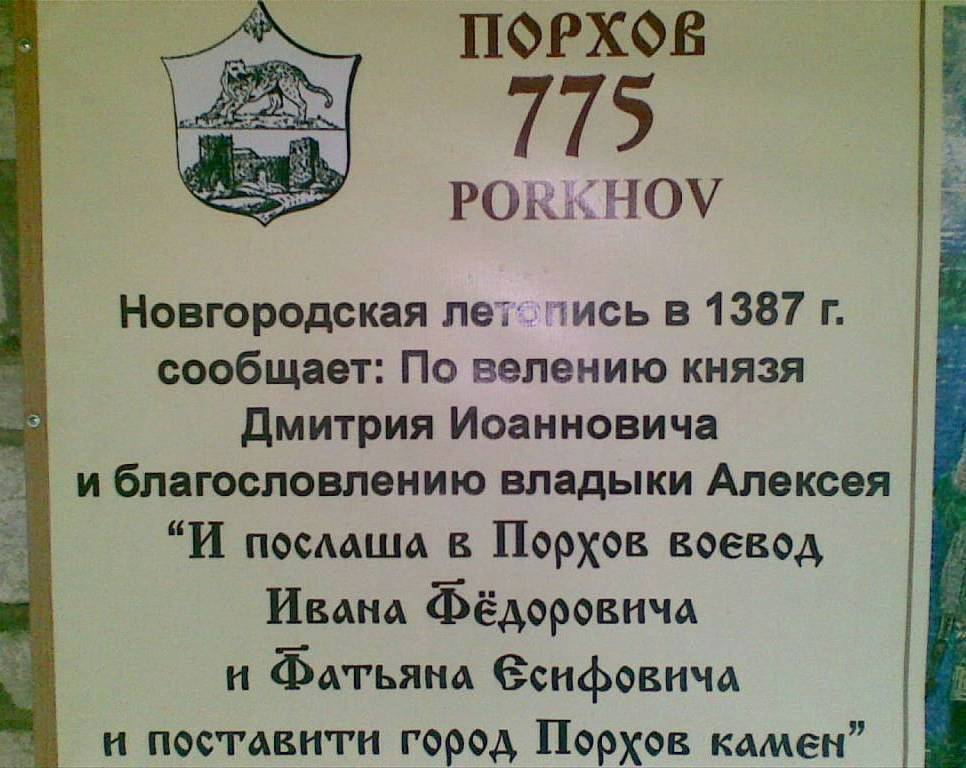 ПОРХОВ
775
PORKHOV
Новгородская летопись в 1387 г.
сообщает: По велению князя
Дмитрия Иоанновича
и благословлению владыки Алексея
“И послаша в Порхов воевод
Ивана Фёдоровича
и Фатьяна Есифовича
и поставити город Порхов камен”